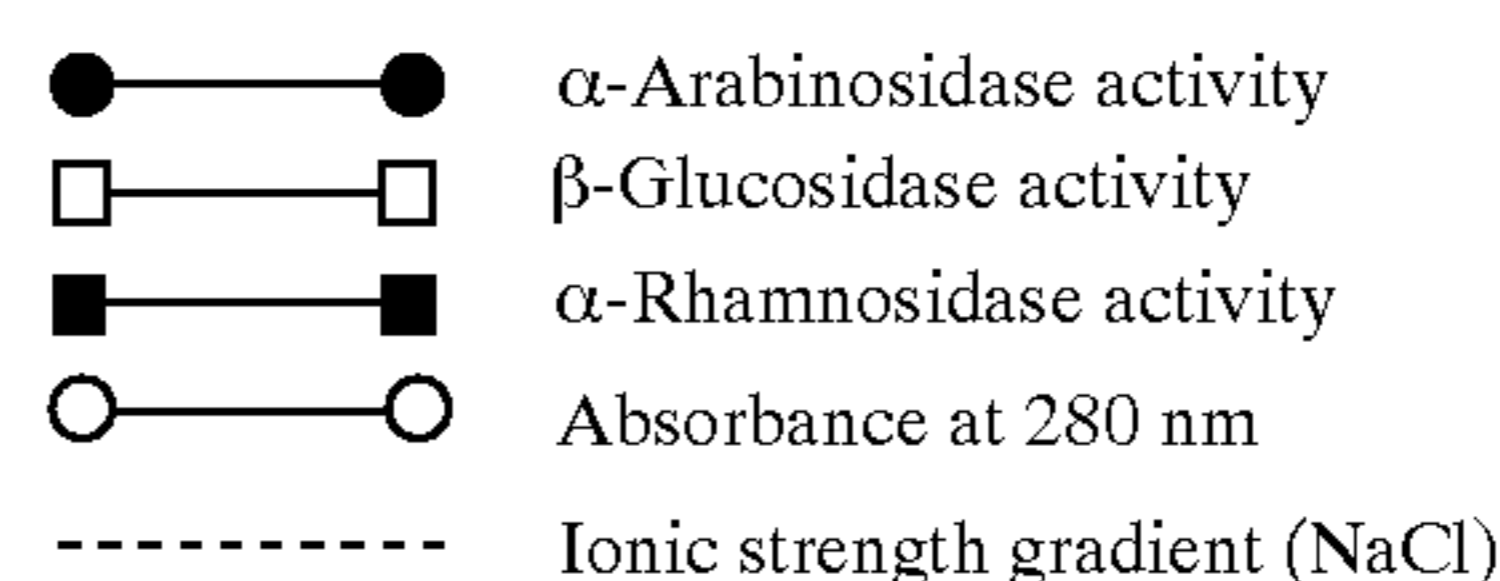 α-Arabinosidase activity
β-Glucosidase activity
α-Rhamnosidase activity
Absorbance at 280 nm
Ionic strength gradient (NaCl)